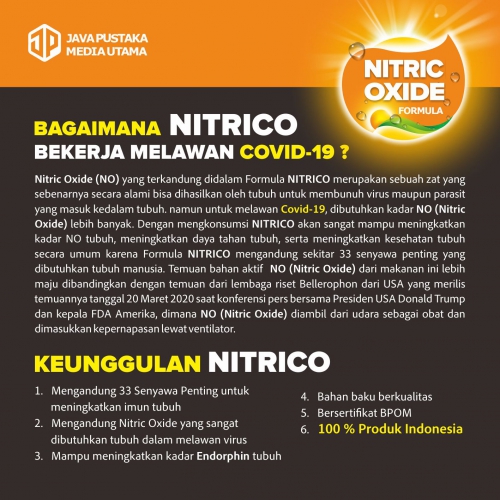 JAVA PUSTAKA
MEDIA UTAMA
NITRIC
OXIDE
FORMULA
BAGAIMANA NITRICO
BEKERJA MELAWAN COVID-19 ?
Nitric Oxide (NO) yang terkandung didalam Formula NITRICO merupakan sebuah zat yang
sebenarnya secara alami bisa dihasilkan oleh tubuh untuk membunuh virus maupun parasit
yang masuk kedalam tubuh. namun untuk melawan Covid-19, dibutuhkan kadar NO (Nitric
Oxide) lebih banyak. Dengan mengkonsumsi NITRICO akan sangat mampu meningkatkan
kadar NO tubuh, meningkatkan daya tahan tubuh, serta meningkatkan kesehatan tubuh
secara umum karena Formula NITRICO mengandung sekitar 33 senyawa penting yang
dibutuhkan tubuh manusia. Temuan bahan aktif NO (Nitric Oxide) dari makanan ini lebih
maju dibandingkan dengan temuan dari lembaga riset Bellerophon dari USA yang merilis
temuannya tanggal 20 Maret 2020 saat konferensi pers bersama Presiden USA Donald Trump
dan kepala FDA Amerika, dimana NO (Nitric Oxide) diambil dari udara sebagai obat dan
dimasukkan kepernapasan lewat ventilator.
KEUNGGULAN NITRICO
1. Mengandung 33 Senyawa Penting untuk
meningkatkan imun tubuh
2. Mengandung Nitric Oxide yang sangat
dibutuhkan tubuh dalam melawan virus
3. Mampu meningkatkan kadar Endorphin tubuh
4. Bahan baku berkualitas
5. Bersertifikat BPOM
6. 100 % Produk Indonesia